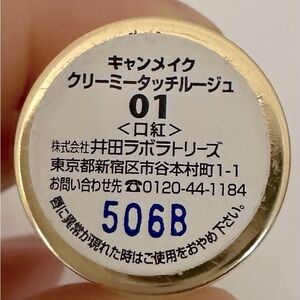 キャンメイク
クリーミータッチルージュ
01
＜口紅＞
株式会社 井田ラボラトリーズ
東京都新宿区市谷本村町1-1
お問い合わせ先 ☎0120-44-1184
506B
唇に異常が現れた時はご使用をおやめ下さい。